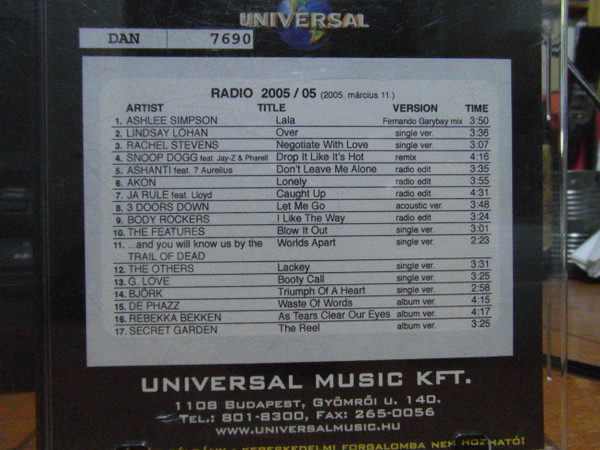 UNIVERSAL
DAN 7690
RADIO 2005 / 05 (2005. március 11.)
ARTIST TITLE VERSION TIME
1. ASHLEE SIMPSON Lala Fernando Garybay mix 3:50
2. LINDSAY LOHAN Over single ver. 3:36
3. RACHEL STEVENS Negotiate With Love single ver. 3:07
4. SNOOP DOGG feat. Jay-Z & Pharell Drop It Like It's Hot remix 4:16
5. ASHANTI feat. 7 Aurelius Don't Leave Me Alone radio edit 3:35
6. AKON Lonely radio edit 3:55
7. JA RULE feat. Lloyd Caught Up radio edit 4:31
8. 3 DOORS DOWN Let Me Go acoustic ver. 3:48
9. BODY ROCKERS I Like The Way radio edit 3:24
10. THE FEATURES Blow It Out single ver. 3:01
11. ...and you will know us by the Worlds Apart single ver. 2:23
TRAIL OF DEAD
12. THE OTHERS Lackey single ver. 3:31
13. G. LOVE Booty Call single ver. 3:25
14. BJÖRK Triumph Of A Heart single ver. 2:58
15. DE PHAZZ Waste Of Words album ver. 4:15
16. REBEKKA BEKKEN As Tears Clear Our Eyes album ver. 4:17
17. SECRET GARDEN The Reel album ver. 3:25
UNIVERSAL MUSIC KFT.
1108 BUDAPEST, GYÖMRŐI U. 140.
TEL.: 801-8300, FAX: 265-0056
WWW.UNIVERSALMUSIC.HU
KERESKEDELMI FORGALOMBA NEM HOZHATÓ!